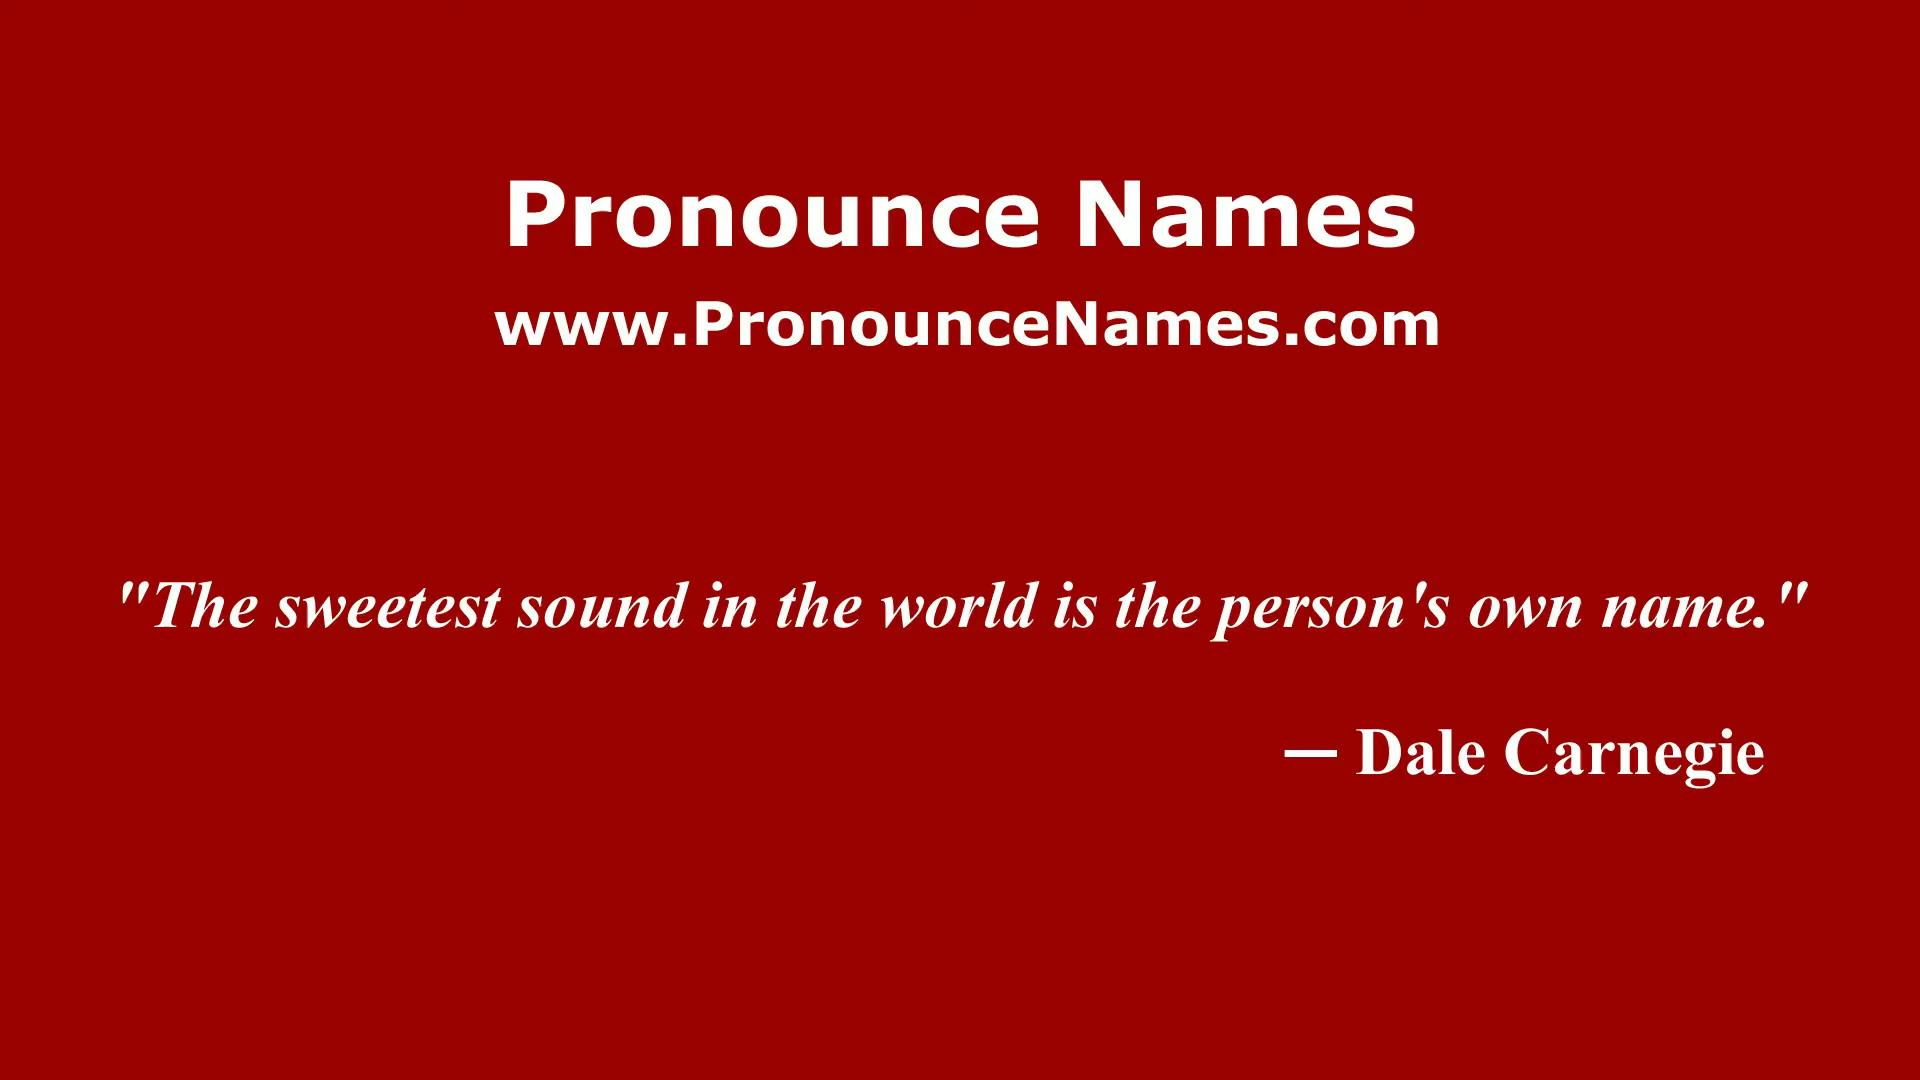 Pronounce Names
www.PronounceNames.com
"The sweetest sound in the world is the person's own name."
— Dale Carnegie